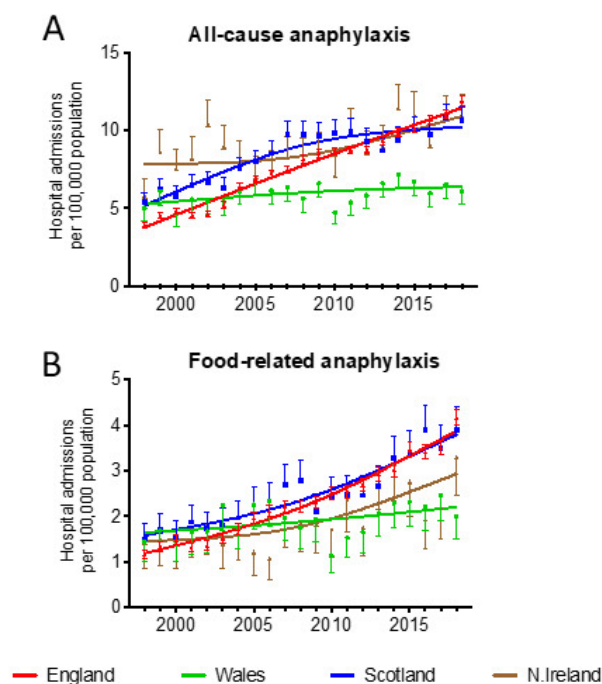 A
All-cause anaphylaxis
Hospital admissions
per 100,000 population
15
10
5
0
2000 2005 2010 2015
B
Food-related anaphylaxis
Hospital admissions
per 100,000 population
5
4
3
2
1
0
2000 2005 2010 2015
England Wales Scotland N.Ireland